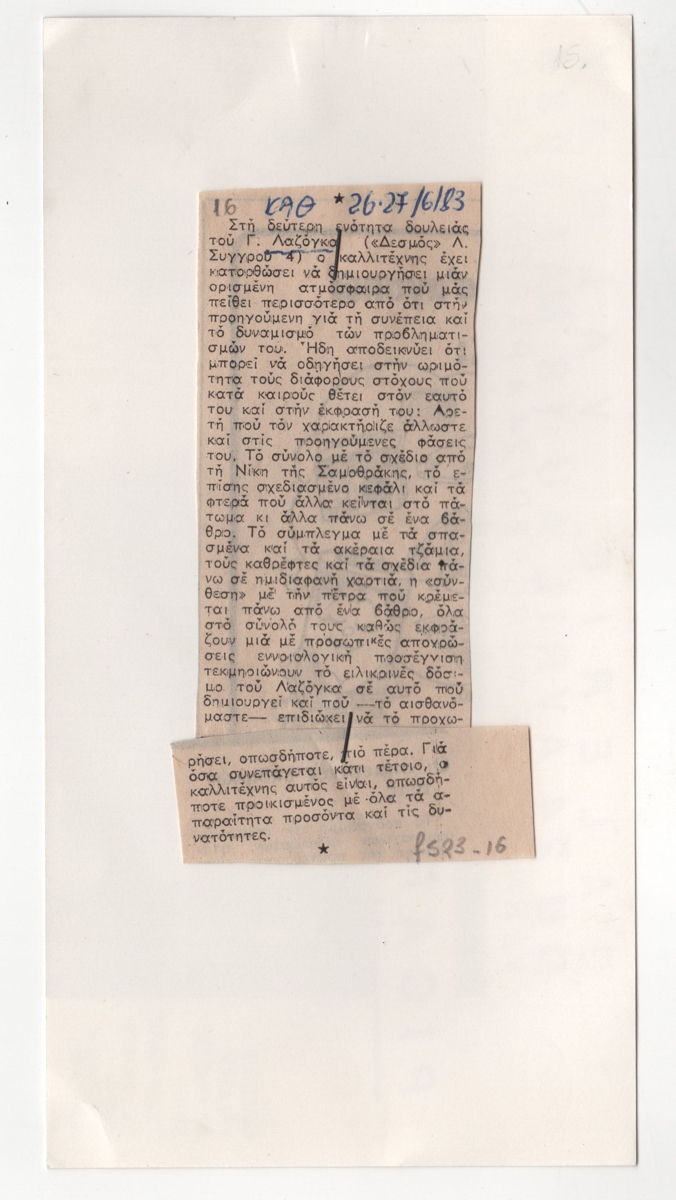 15.
16 ΚΑΘ ★ 26-27/6/83
Στή δεύτερη ενότητα δουλειάς
τού Γ. Λαζόγκα («Δεσμός» Λ.
Συγγρού 4) ο καλλιτέχνης έχει
κατορθώσει νά δημιουργήσει μιάν
ορισμένη ατμόσφαιρα πού μάς
πείθει περισσότερο από ότι στήν
προηγούμενη γιά τή συνέπεια καί
τό δυναμισμό τών προβληματι-
σμών του. Ήδη αποδεικνύει ότι
μπορεί νά οδηγήσει στήν ωριμό-
τητα τούς διάφορους στόχους πού
κατά καιρούς θέτει στόν εαυτό
του καί στήν έκφρασή του: Αρε-
τή πού τόν χαρακτήριζε άλλωστε
καί στίς προηγούμενες φάσεις
του. Τό σύνολο μέ τό σχέδιο από
τή Νίκη τής Σαμοθράκης, τό ε-
πίσης σχεδιασμένο κεφάλι καί τά
φτερά πού άλλα κείνται στό πά-
τωμα κι άλλα πάνω σέ ένα βά-
θρο. Τό σύμπλεγμα μέ τά σπα-
σμένα καί τά ακέραια τζάμια,
τούς καθρέφτες καί τά σχέδια πά-
νω σέ ημιδιαφανή χαρτιά, η «σύν-
θεση» μέ τήν πέτρα πού κρέμε-
ται πάνω από ένα βάθρο, όλα
στό σύνολό τους καθώς εκφρά-
ζουν μιά μέ προσωπικές αποχρώ-
σεις εννοιολογική προσέγγιση
τεκμηριώνουν τό ειλικρινές δόσι-
μο τού Λαζόγκα σέ αυτό πού
δημιουργεί καί πού —τό αισθανό-
μαστε— επιδιώκει νά τό προχω-
ρήσει, οπωσδήποτε, πιό πέρα. Γιά
όσα συνεπάγεται κάτι τέτοιο, ο
καλλιτέχνης αυτός είναι, οπωσδή-
ποτε προικισμένος μέ όλα τά α-
παραίτητα προσόντα καί τίς δυ-
νατότητες.
★
f523-16